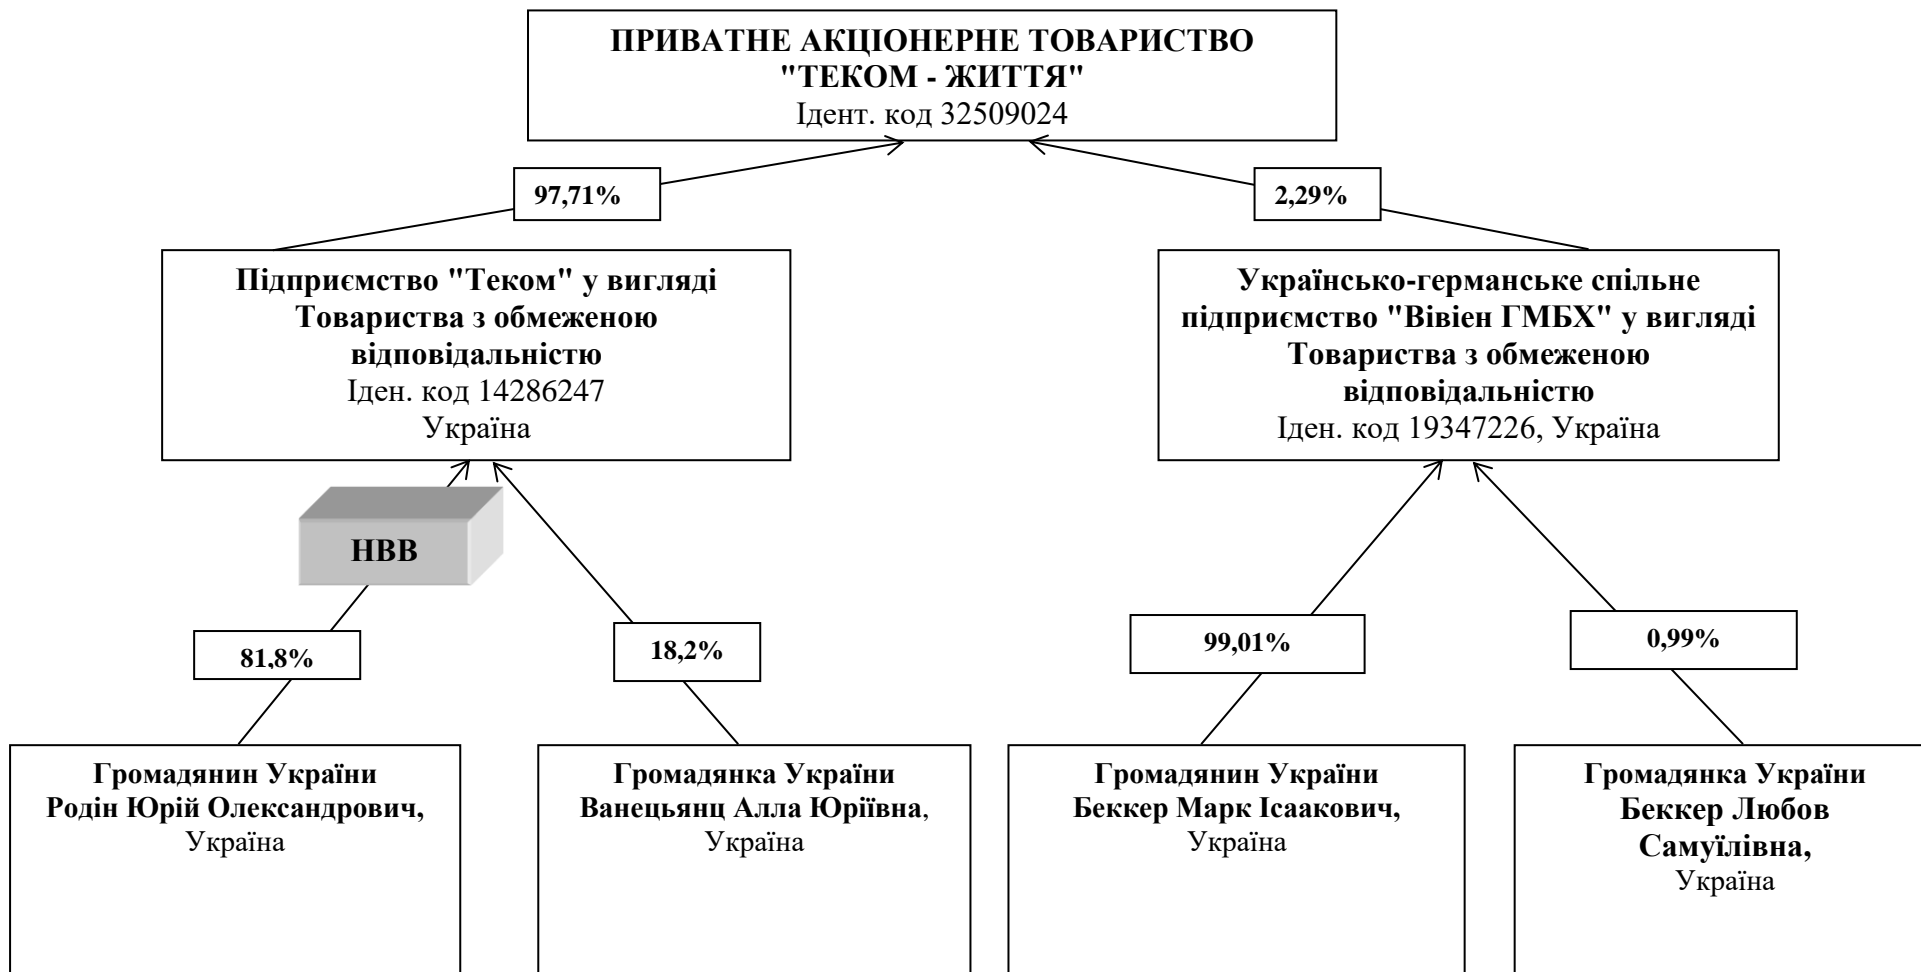 ПРИВАТНЕ АКЦІОНЕРНЕ ТОВАРИСТВО
"ТЕКОМ - ЖИТТЯ"
Ідент. код 32509024
97,71%
2,29%
Підприємство "Теком" у вигляді
Товариства з обмеженою
відповідальністю
Іден. код 14286247
Україна
Українсько-германське спільне
підприємство "Вівіен ГМБХ" у вигляді
Товариства з обмеженою
відповідальністю
Іден. код 19347226, Україна
НВВ
81,8%
18,2%
99,01%
0,99%
Громадянин України
Родін Юрій Олександрович,
Україна
Громадянка України
Ванецьянц Алла Юріївна,
Україна
Громадянин України
Беккер Марк Ісаакович,
Україна
Громадянка України
Беккер Любов
Самуїлівна,
Україна